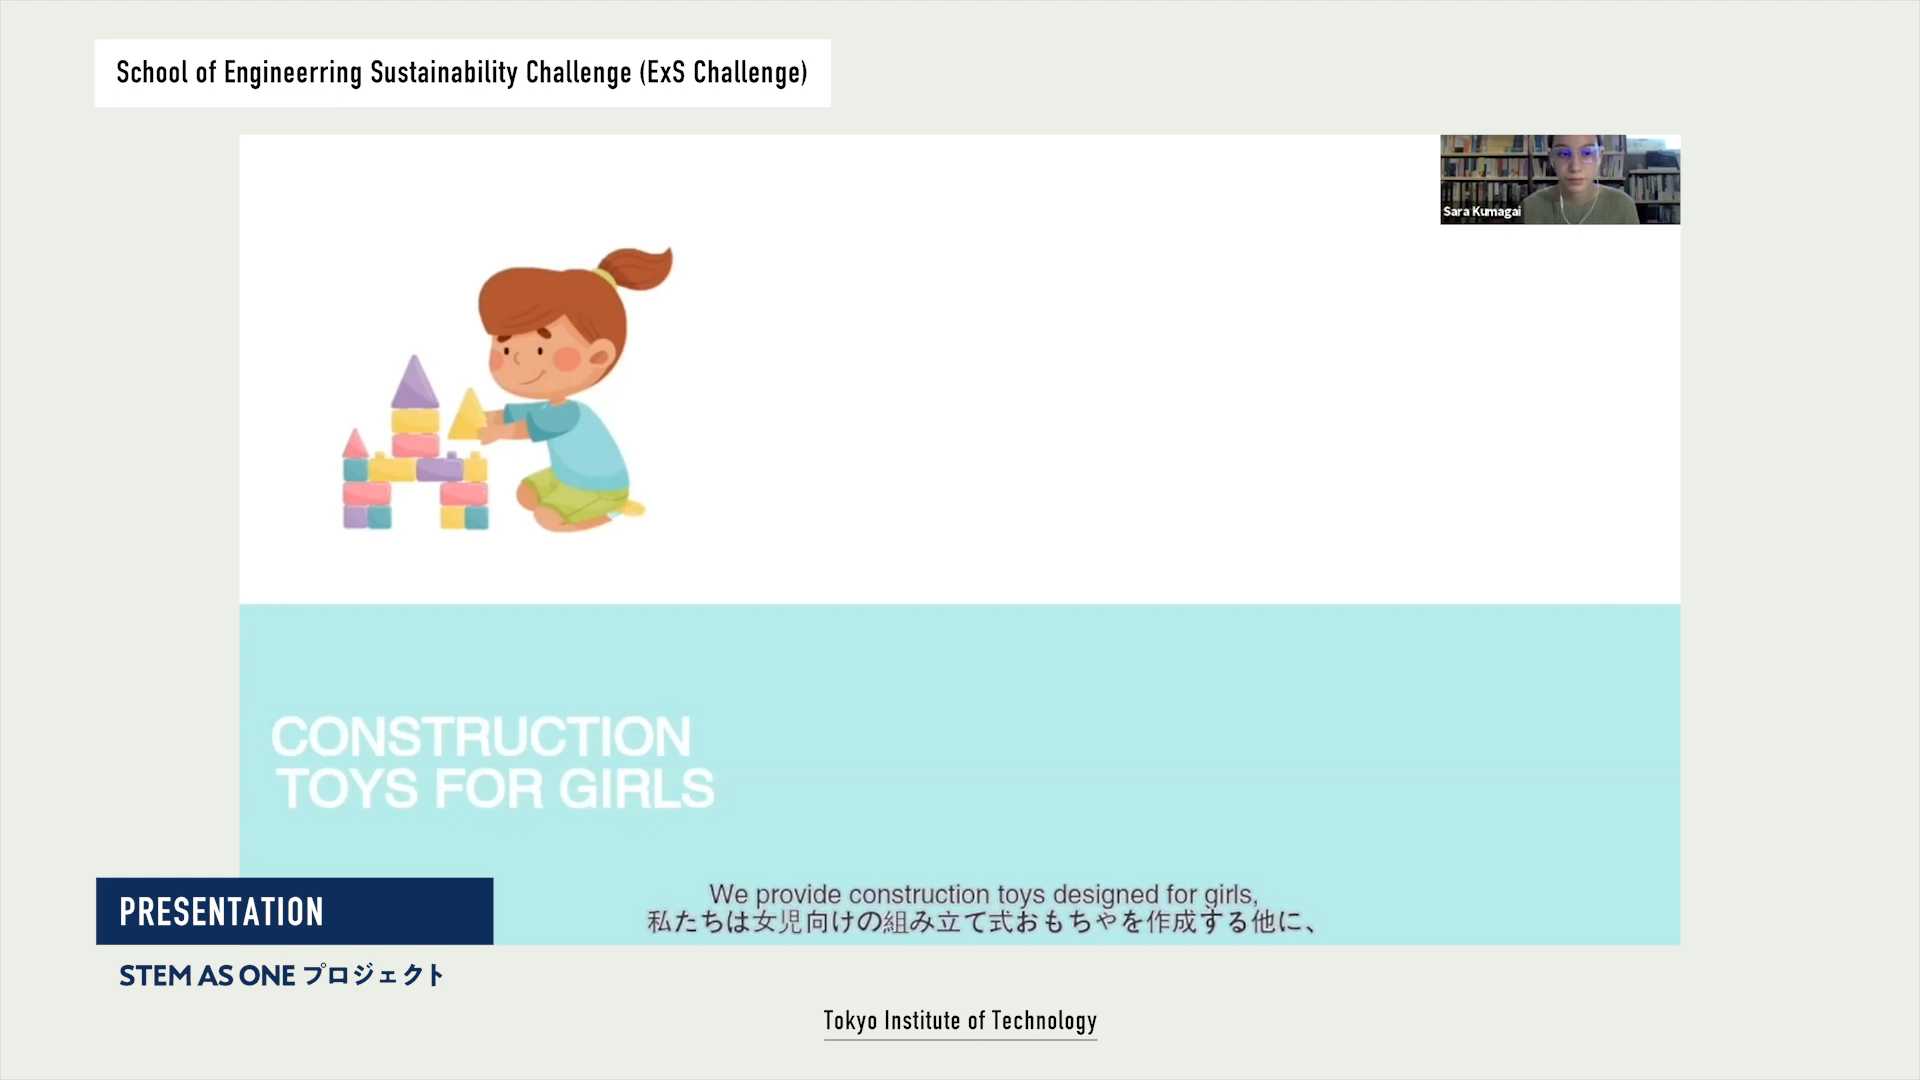 School of Engineerring Sustainability Challenge (ExS Challenge)
Sara Kumagai
CONSTRUCTION
TOYS FOR GIRLS
We provide construction toys designed for girls,
私たちは女児向けの組み立て式おもちゃを作成する他に、
PRESENTATION
STEM AS ONE プロジェクト
Tokyo Institute of Technology